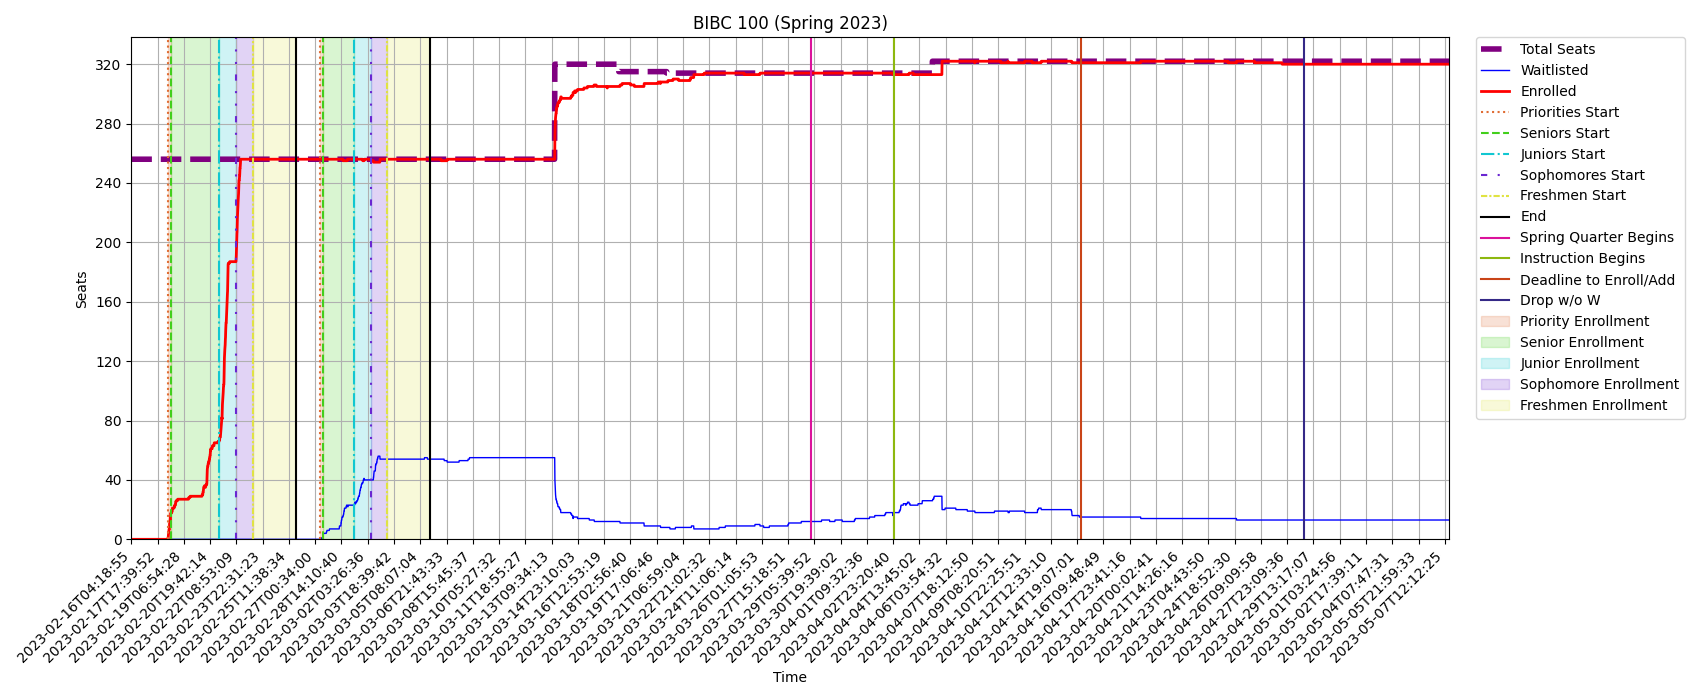 BIBC 100 (Spring 2023)
Seats
320
280
240
200
160
120
80
40
0
2023-02-16T04:18:55
2023-02-17T17:39:52
2023-02-19T06:54:28
2023-02-20T19:42:14
2023-02-22T08:53:09
2023-02-23T22:31:23
2023-02-25T11:38:34
2023-02-27T00:34:00
2023-02-28T14:10:40
2023-03-02T03:26:36
2023-03-03T18:39:42
2023-03-05T08:07:04
2023-03-06T21:43:33
2023-03-08T15:45:37
2023-03-10T05:27:32
2023-03-11T18:55:27
2023-03-13T09:34:13
2023-03-14T23:10:03
2023-03-16T12:53:19
2023-03-18T02:56:40
2023-03-19T17:06:46
2023-03-21T06:59:04
2023-03-22T21:02:32
2023-03-24T11:06:14
2023-03-26T01:05:53
2023-03-27T15:18:51
2023-03-29T05:39:52
2023-03-30T19:39:02
2023-04-01T09:32:36
2023-04-02T23:20:40
2023-04-04T13:45:02
2023-04-06T03:54:32
2023-04-07T18:12:50
2023-04-09T08:20:51
2023-04-10T22:25:51
2023-04-12T12:33:10
2023-04-14T19:07:01
2023-04-16T09:48:49
2023-04-17T23:41:16
2023-04-20T00:02:41
2023-04-21T14:26:16
2023-04-23T04:43:50
2023-04-24T18:52:30
2023-04-26T09:09:58
2023-04-27T23:09:36
2023-04-29T13:17:07
2023-05-01T03:24:56
2023-05-02T17:39:11
2023-05-04T07:47:31
2023-05-05T21:59:33
2023-05-07T12:12:25
Time
Total Seats
Waitlisted
Enrolled
Priorities Start
Seniors Start
Juniors Start
Sophomores Start
Freshmen Start
End
Spring Quarter Begins
Instruction Begins
Deadline to Enroll/Add
Drop w/o W
Priority Enrollment
Senior Enrollment
Junior Enrollment
Sophomore Enrollment
Freshmen Enrollment